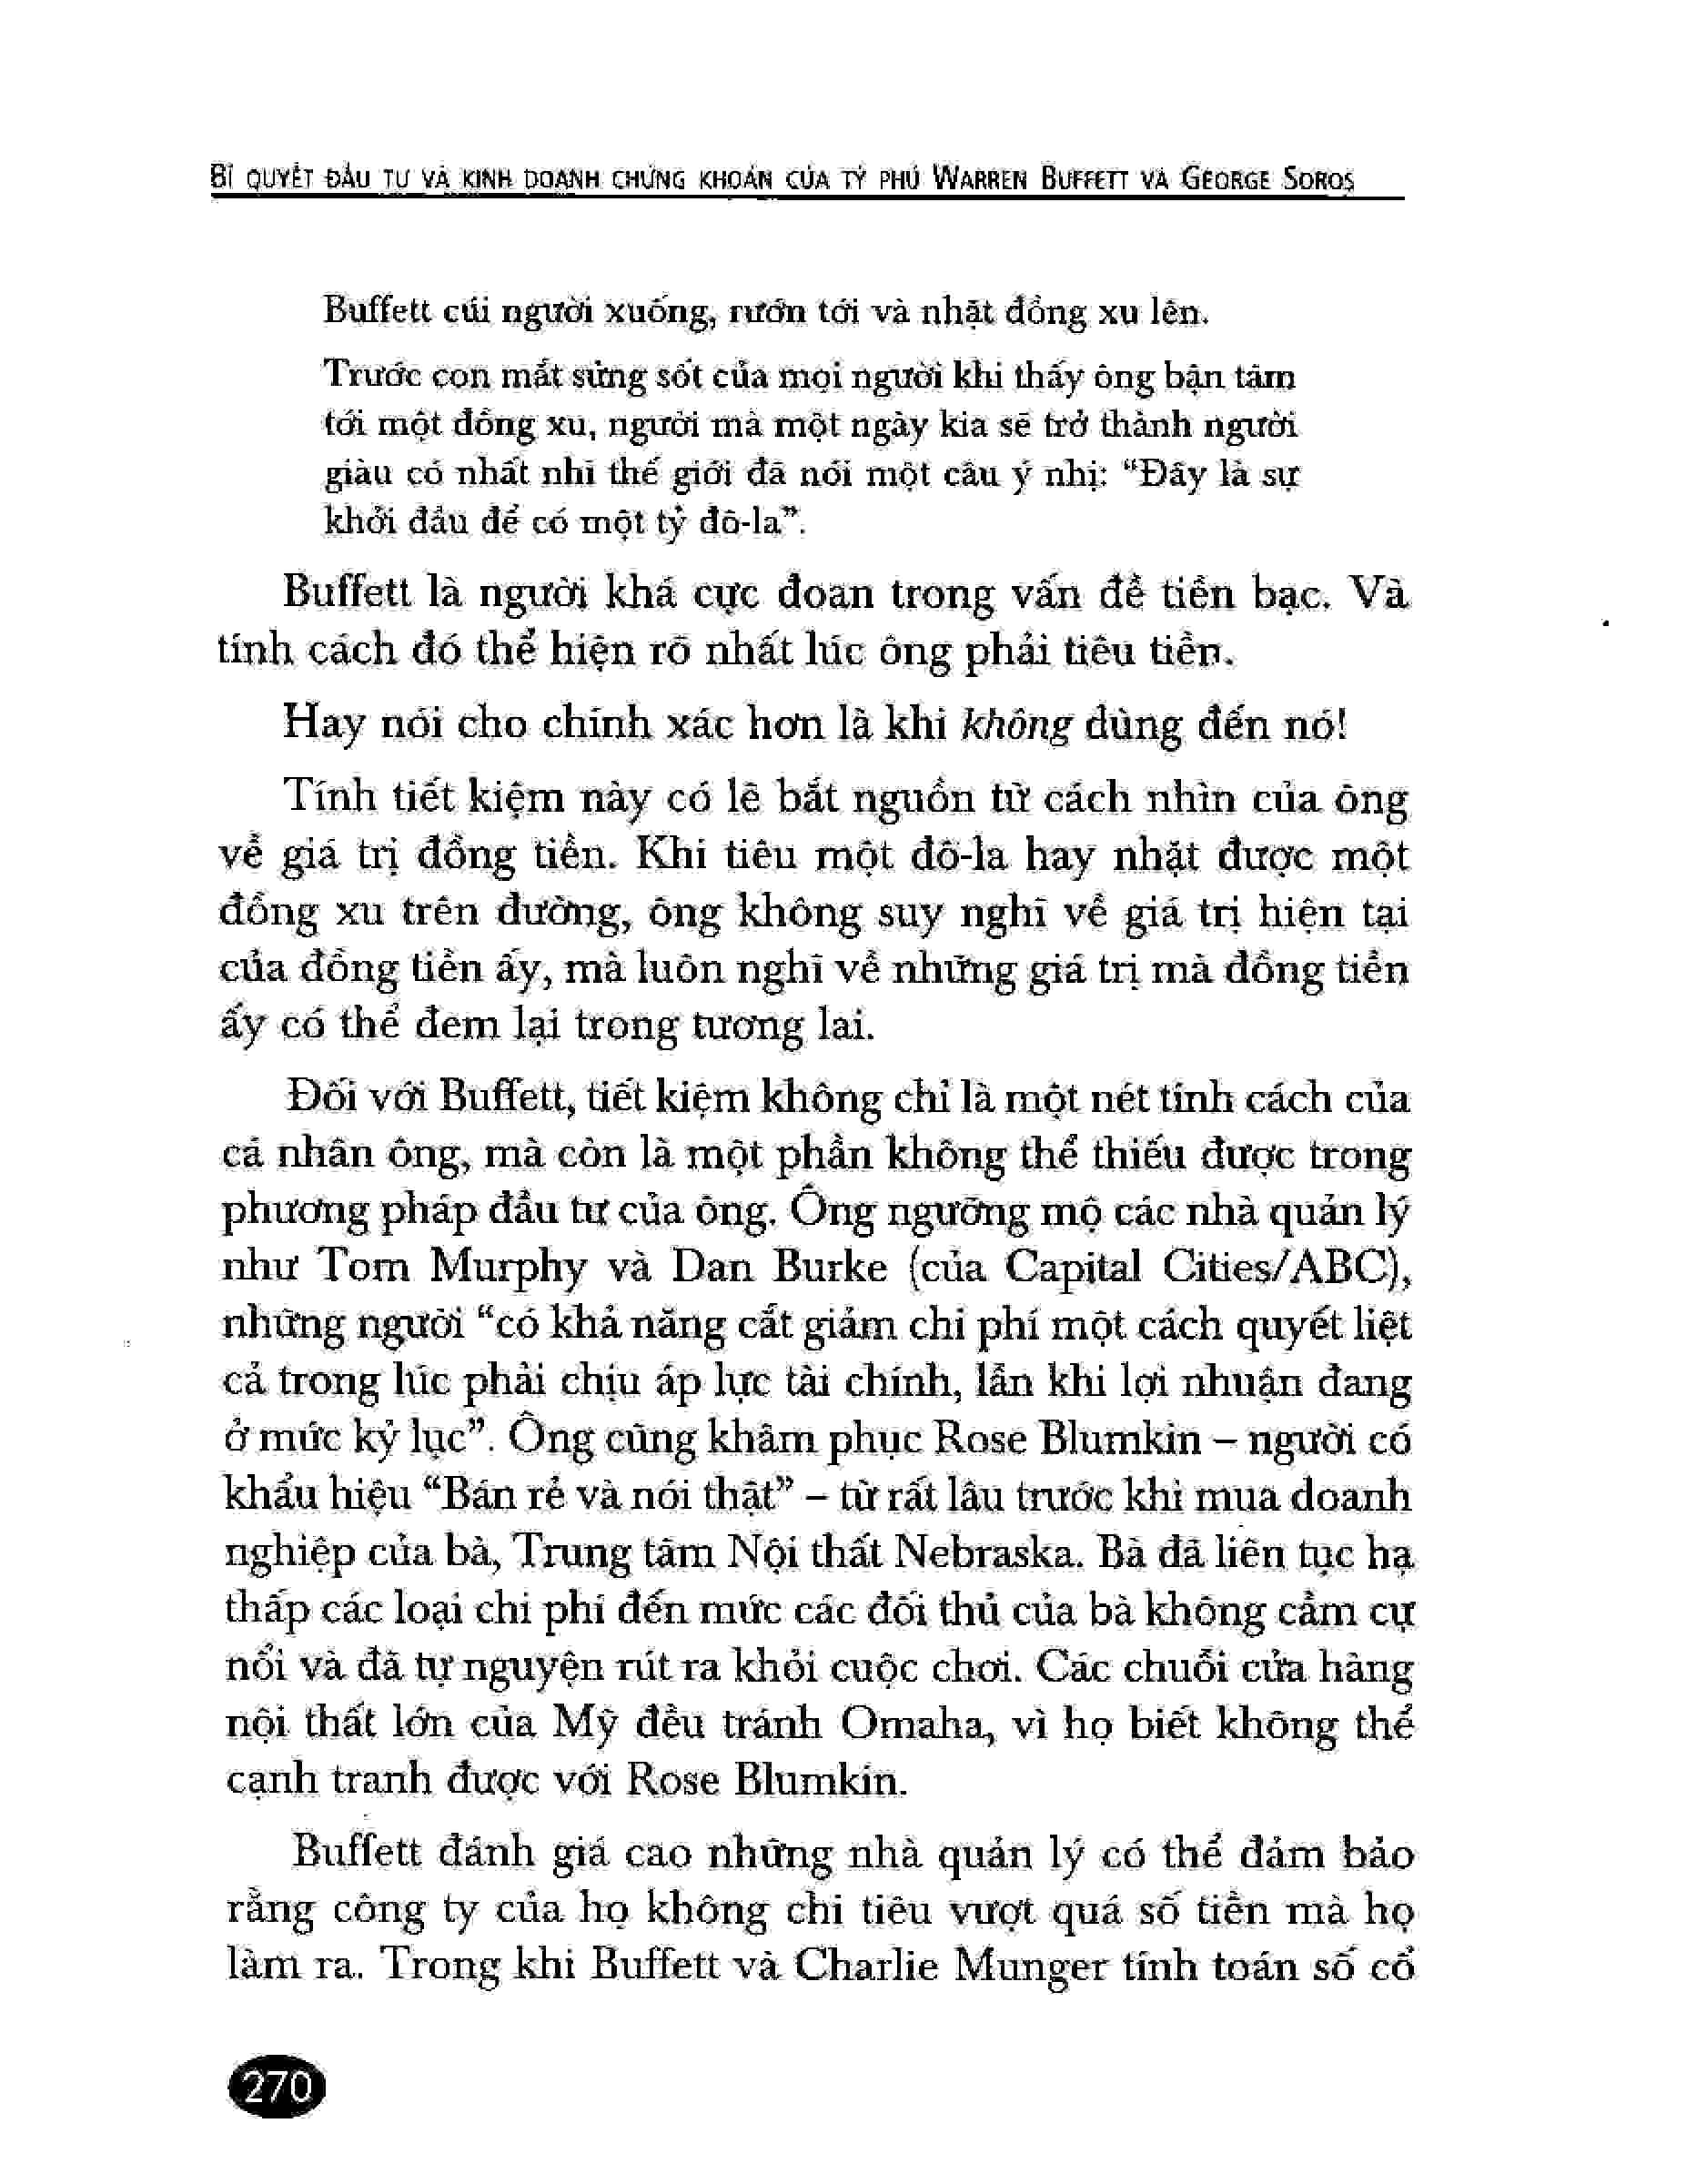 BÍ QUYẾT ĐẦU TƯ VÀ KINH DOANH CHỨNG KHOÁN CỦA TỶ PHÚ WARREN BUFFETT VÀ GEORGE SOROS
Buffett cúi người xuống, rướn tới và nhặt đồng xu lên.
Trước con mắt sửng sốt của mọi người khi thấy ông bận tâm
tới một đồng xu, người mà một ngày kia sẽ trở thành người
giàu có nhất nhì thế giới đã nói một câu ý nhị: “Đây là sự
khởi đầu để có một tỷ đô-la”.
Buffett là người khá cực đoan trong vấn đề tiền bạc. Và
tính cách đó thể hiện rõ nhất lúc ông phải tiêu tiền.
Hay nói cho chính xác hơn là khi không dùng đến nó!
Tính tiết kiệm này có lẽ bắt nguồn từ cách nhìn của ông
về giá trị đồng tiền. Khi tiêu một đô-la hay nhặt được một
đồng xu trên đường, ông không suy nghĩ về giá trị hiện tại
của đồng tiền ấy, mà luôn nghĩ về những giá trị mà đồng tiền
ấy có thể đem lại trong tương lai.
Đối với Buffett, tiết kiệm không chỉ là một nét tính cách của
cá nhân ông, mà còn là một phần không thể thiếu được trong
phương pháp đầu tư của ông. Ông ngưỡng mộ các nhà quản lý
như Tom Murphy và Dan Burke (của Capital Cities/ABC),
những người “có khả năng cắt giảm chi phí một cách quyết liệt
cả trong lúc phải chịu áp lực tài chính, lẫn khi lợi nhuận đang
ở mức kỷ lục”. Ông cũng khâm phục Rose Blumkin – người có
khẩu hiệu “Bán rẻ và nói thật” – từ rất lâu trước khi mua doanh
nghiệp của bà, Trung tâm Nội thất Nebraska. Bà đã liên tục hạ
thấp các loại chi phí đến mức các đối thủ của bà không cầm cự
nổi và đã tự nguyện rút ra khỏi cuộc chơi. Các chuỗi cửa hàng
nội thất lớn của Mỹ đều tránh Omaha, vì họ biết không thể
cạnh tranh được với Rose Blumkin.
Buffett đánh giá cao những nhà quản lý có thể đảm bảo
rằng công ty của họ không chi tiêu vượt quá số tiền mà họ
làm ra. Trong khi Buffett và Charlie Munger tính toán số cổ
270